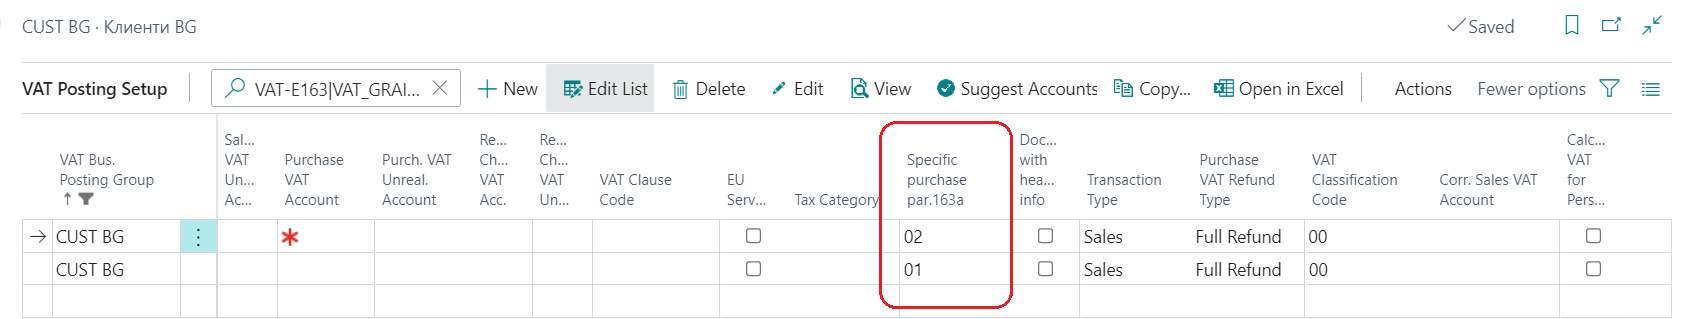 CUST BG · Клиенти BG
Saved
VAT Posting Setup
VAT-E163|VAT_GRAI...
New
Edit List
Delete
Edit
View
Suggest Accounts
Copy...
Open in Excel
Actions
Fewer options
VAT Bus.
Posting Group
Sal...
VAT
Un...
Ac...
Purchase
VAT
Account
Purch. VAT
Unreal.
Account
Re...
Ch...
VAT
Acc.
Re...
Ch...
VAT
Un...
VAT Clause
Code
EU
Serv...
Tax Category
Specific
purchase
par.163a
Doc...
with
hea...
info
Transaction
Type
Purchase
VAT Refund
Type
VAT
Classification
Code
Corr. Sales VAT
Account
Calc...
VAT
for
Pers...
CUST BG 02 Sales Full Refund 00
CUST BG 01 Sales Full Refund 00